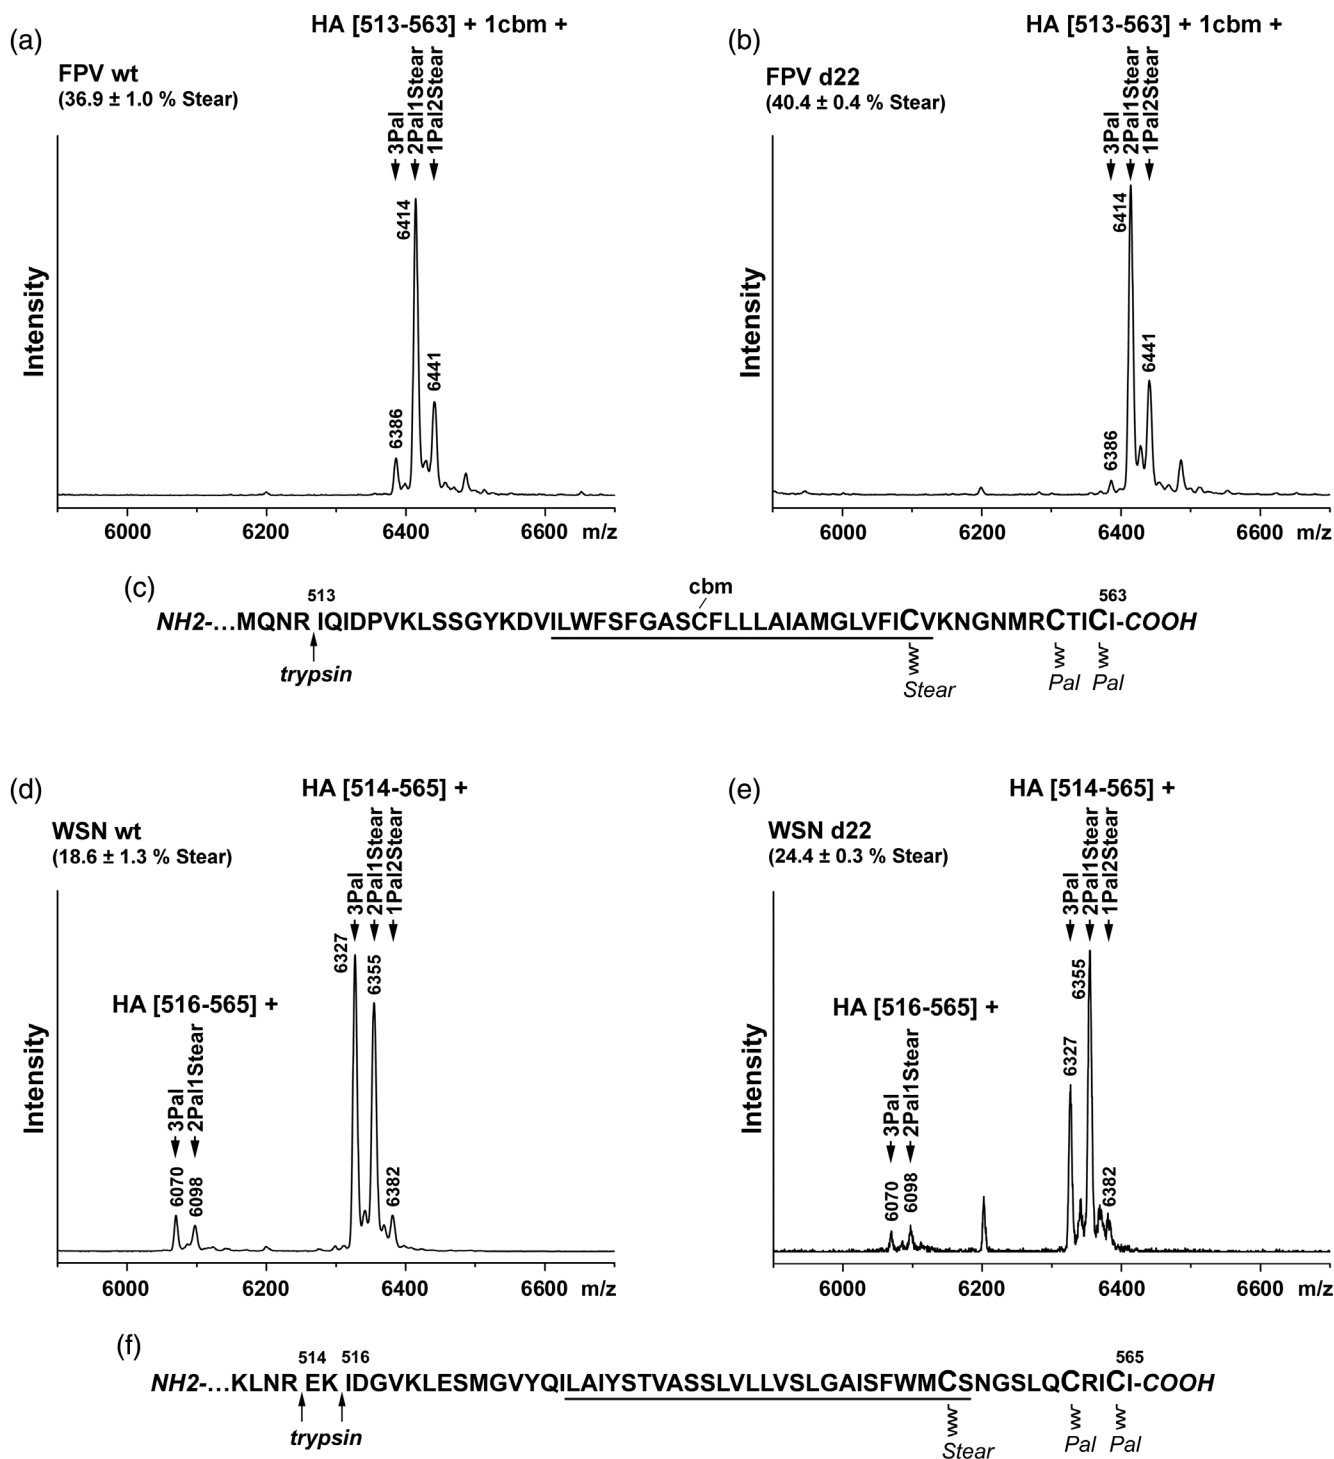 (a)
HA [513-563] + 1cbm +
FPV wt
(36.9 ± 1.0 % Stear)
3Pal
2Pal1Stear
1Pal2Stear
6386
6414
6441
Intensity
6000 6200 6400 6600 m/z
(b)
HA [513-563] + 1cbm +
FPV d22
(40.4 ± 0.4 % Stear)
3Pal
2Pal1Stear
1Pal2Stear
6386
6414
6441
Intensity
6000 6200 6400 6600 m/z
(c)
513 cbm 563
NH2-...MQNR IQIDPVKLSSGYKDVILWFSFGASCFLLLAIAMGLVFICVKNGNMRCTICI-COOH
trypsin
Stear
Pal Pal
(d)
HA [514-565] +
WSN wt
(18.6 ± 1.3 % Stear)
3Pal
2Pal1Stear
1Pal2Stear
6327
6355
6382
HA [516-565] +
3Pal
2Pal1Stear
6070
6098
Intensity
6000 6200 6400 6600 m/z
(e)
HA [514-565] +
WSN d22
(24.4 ± 0.3 % Stear)
3Pal
2Pal1Stear
1Pal2Stear
6327
6355
6382
HA [516-565] +
3Pal
2Pal1Stear
6070
6098
Intensity
6000 6200 6400 6600 m/z
(f)
514 516 565
NH2-...KLNR EK IDGVKLESMGVYQILAIYSTVASSLVLLVSLGAISFWMCSNGSLQCRICI-COOH
trypsin
Stear
Pal Pal